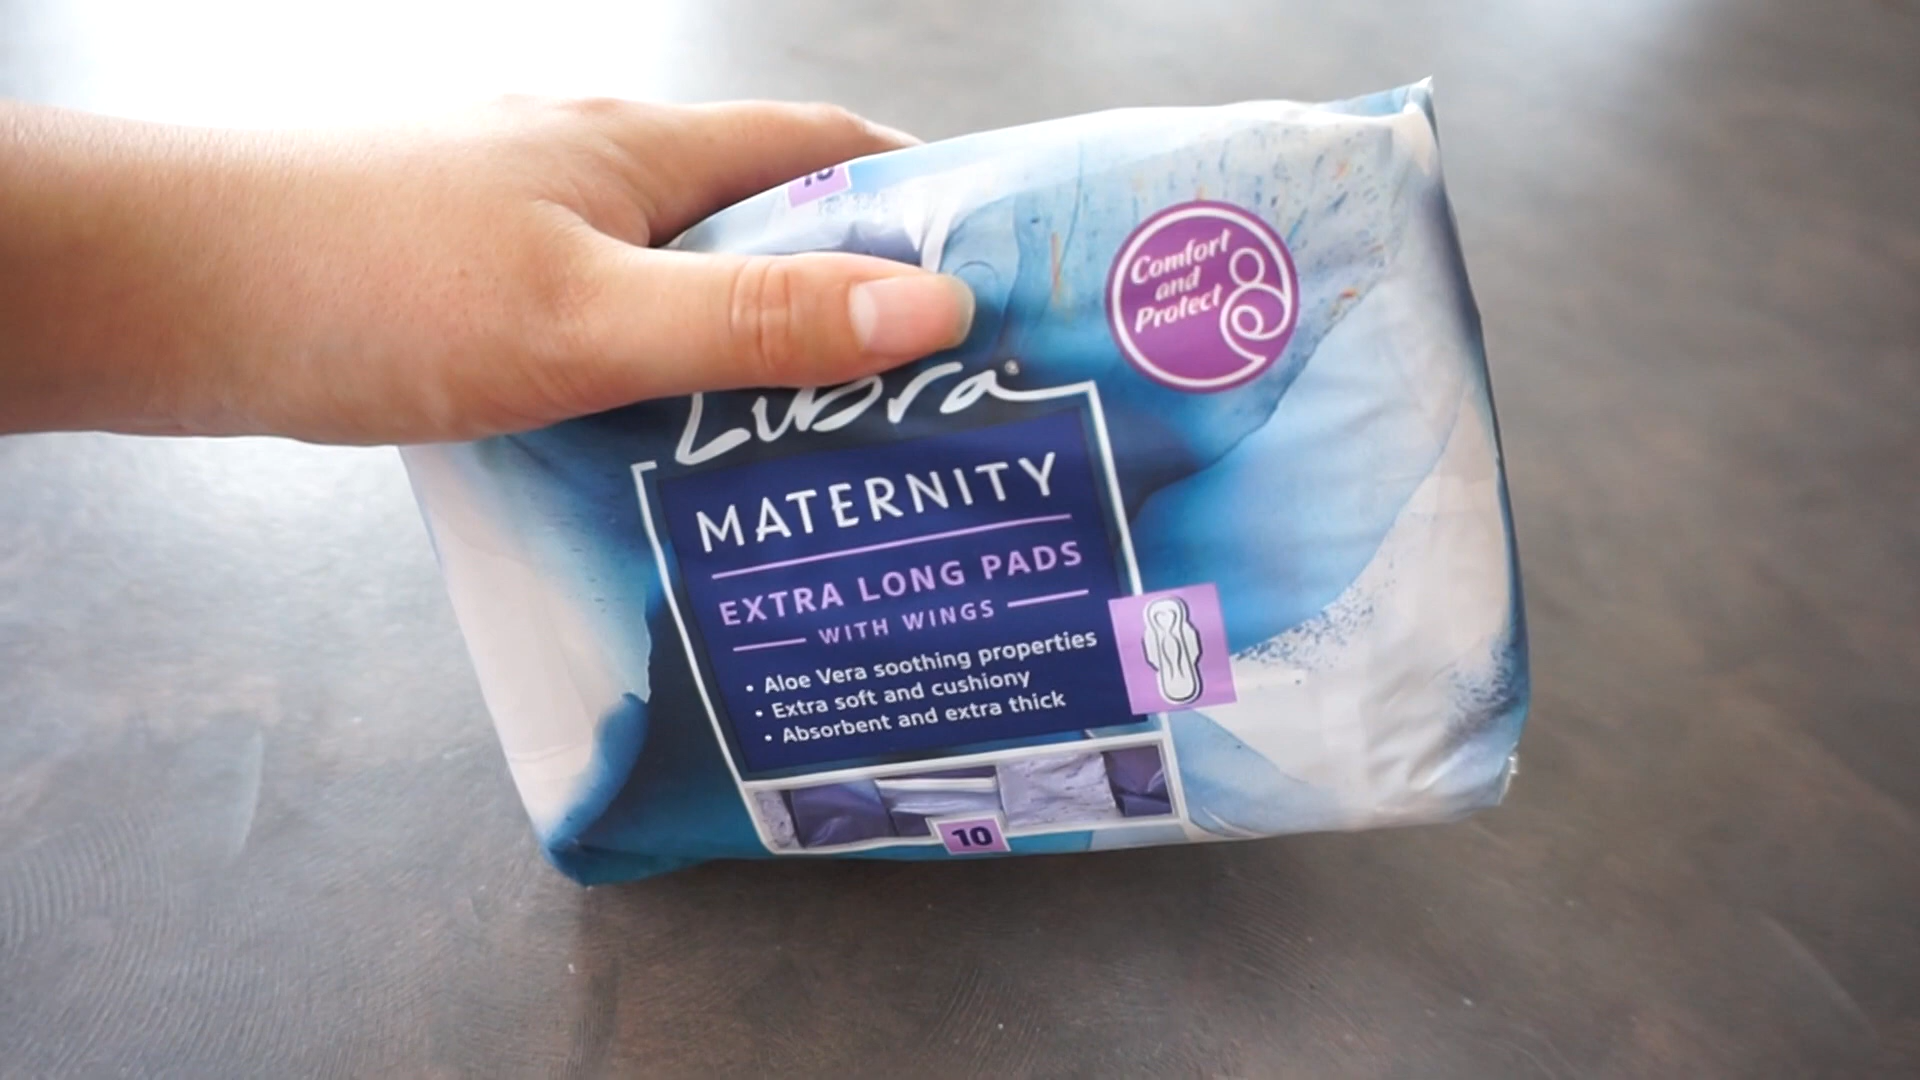 Comfort
and
Protect
Libra®
MATERNITY
EXTRA LONG PADS
WITH WINGS
• Aloe Vera soothing properties
• Extra soft and cushiony
• Absorbent and extra thick
10